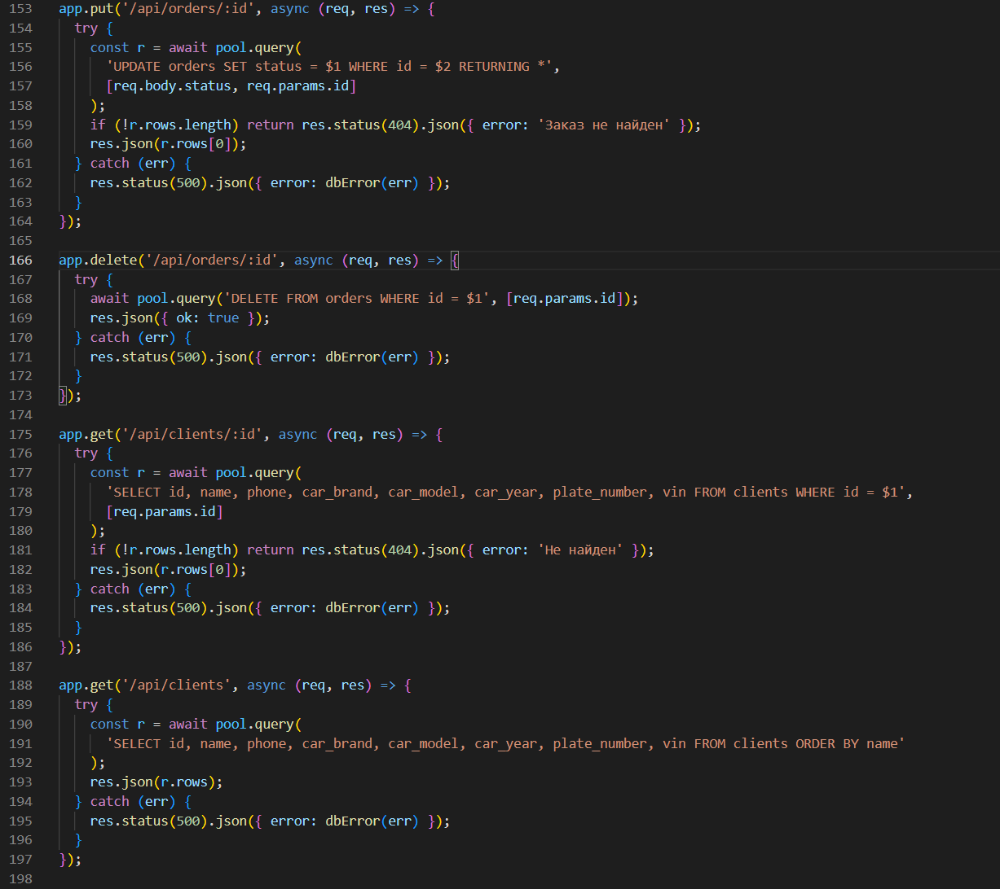 153 app.put('/api/orders/:id', async (req, res) => {
154   try {
155     const r = await pool.query(
156       'UPDATE orders SET status = $1 WHERE id = $2 RETURNING *',
157       [req.body.status, req.params.id]
158     );
159     if (!r.rows.length) return res.status(404).json({ error: 'Заказ не найден' });
160     res.json(r.rows[0]);
161   } catch (err) {
162     res.status(500).json({ error: dbError(err) });
163   }
164 });
165
166 app.delete('/api/orders/:id', async (req, res) => {
167   try {
168     await pool.query('DELETE FROM orders WHERE id = $1', [req.params.id]);
169     res.json({ ok: true });
170   } catch (err) {
171     res.status(500).json({ error: dbError(err) });
172   }
173 });
174
175 app.get('/api/clients/:id', async (req, res) => {
176   try {
177     const r = await pool.query(
178       'SELECT id, name, phone, car_brand, car_model, car_year, plate_number, vin FROM clients WHERE id = $1',
179       [req.params.id]
180     );
181     if (!r.rows.length) return res.status(404).json({ error: 'Не найден' });
182     res.json(r.rows[0]);
183   } catch (err) {
184     res.status(500).json({ error: dbError(err) });
185   }
186 });
187
188 app.get('/api/clients', async (req, res) => {
189   try {
190     const r = await pool.query(
191       'SELECT id, name, phone, car_brand, car_model, car_year, plate_number, vin FROM clients ORDER BY name'
192     );
193     res.json(r.rows);
194   } catch (err) {
195     res.status(500).json({ error: dbError(err) });
196   }
197 });
198